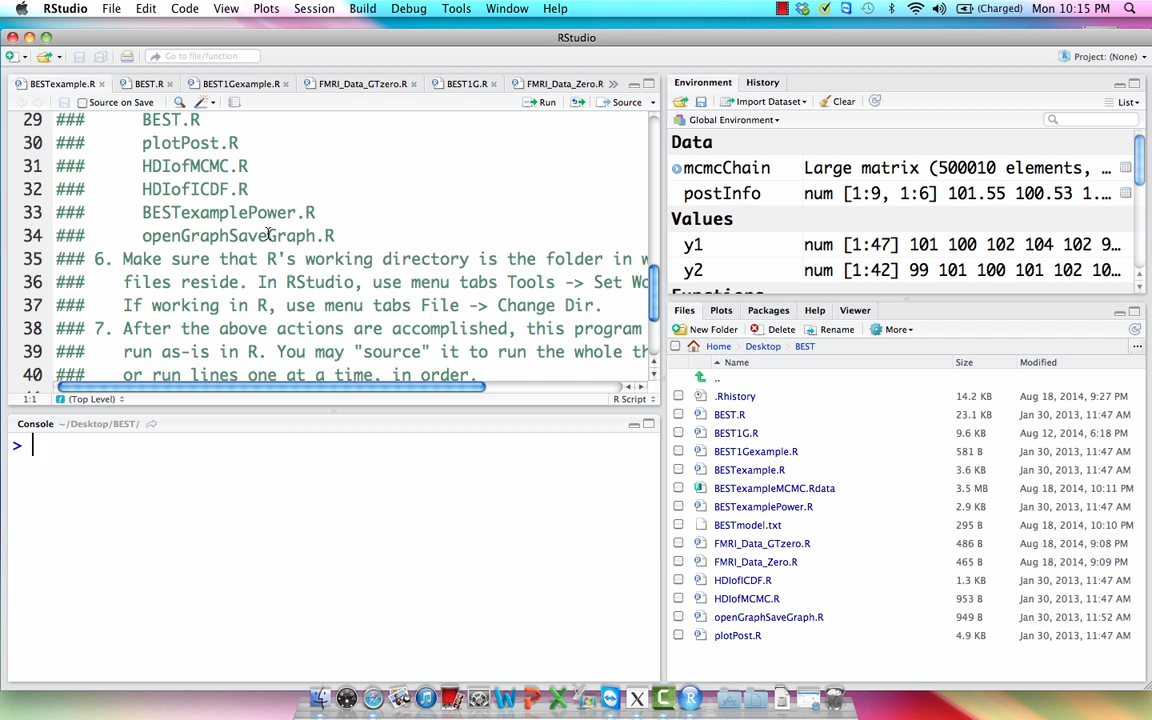 RStudio File Edit Code View Plots Session Build Debug Tools Window Help (Charged) Mon 10:15 PM
RStudio
Go to file/function Project: (None)
BESTexample.R × BEST.R × BEST1Gexample.R × FMRI_Data_GTzero.R × BEST1G.R × FMRI_Data_Zero.R
Source on Save Run Source
29 ### BEST.R
30 ### plotPost.R
31 ### HDIofMCMC.R
32 ### HDIofICDF.R
33 ### BESTexamplePower.R
34 ### openGraphSaveGraph.R
35 ### 6. Make sure that R's working directory is the folder in w
36 ### files reside. In RStudio, use menu tabs Tools -> Set Wo
37 ### If working in R, use menu tabs File -> Change Dir.
38 ### 7. After the above actions are accomplished, this program
39 ### run as-is in R. You may "source" it to run the whole th
40 ### or run lines one at a time, in order.
1:1 (Top Level) R Script
Console ~/Desktop/BEST/
>
Environment History
Import Dataset Clear List
Global Environment
Data
mcmcChain Large matrix (500010 elements, …
postInfo num [1:9, 1:6] 101.55 100.53 1.…
Values
y1 num [1:47] 101 100 102 104 102 9…
y2 num [1:42] 99 101 100 101 102 10…
Files Plots Packages Help Viewer
New Folder Delete Rename More
Home Desktop BEST
Name Size Modified
..
.Rhistory 14.2 KB Aug 18, 2014, 9:27 PM
BEST.R 23.1 KB Jan 30, 2013, 11:47 AM
BEST1G.R 9.6 KB Aug 12, 2014, 6:18 PM
BEST1Gexample.R 581 B Jan 30, 2013, 11:47 AM
BESTexample.R 3.6 KB Jan 30, 2013, 11:47 AM
BESTexampleMCMC.Rdata 3.5 MB Aug 18, 2014, 10:11 PM
BESTexamplePower.R 2.9 KB Jan 30, 2013, 11:47 AM
BESTmodel.txt 295 B Aug 18, 2014, 10:10 PM
FMRI_Data_GTzero.R 486 B Aug 18, 2014, 9:08 PM
FMRI_Data_Zero.R 465 B Aug 18, 2014, 9:09 PM
HDIofICDF.R 1.3 KB Jan 30, 2013, 11:47 AM
HDIofMCMC.R 953 B Jan 30, 2013, 11:47 AM
openGraphSaveGraph.R 949 B Jan 30, 2013, 11:52 AM
plotPost.R 4.9 KB Jan 30, 2013, 11:47 AM